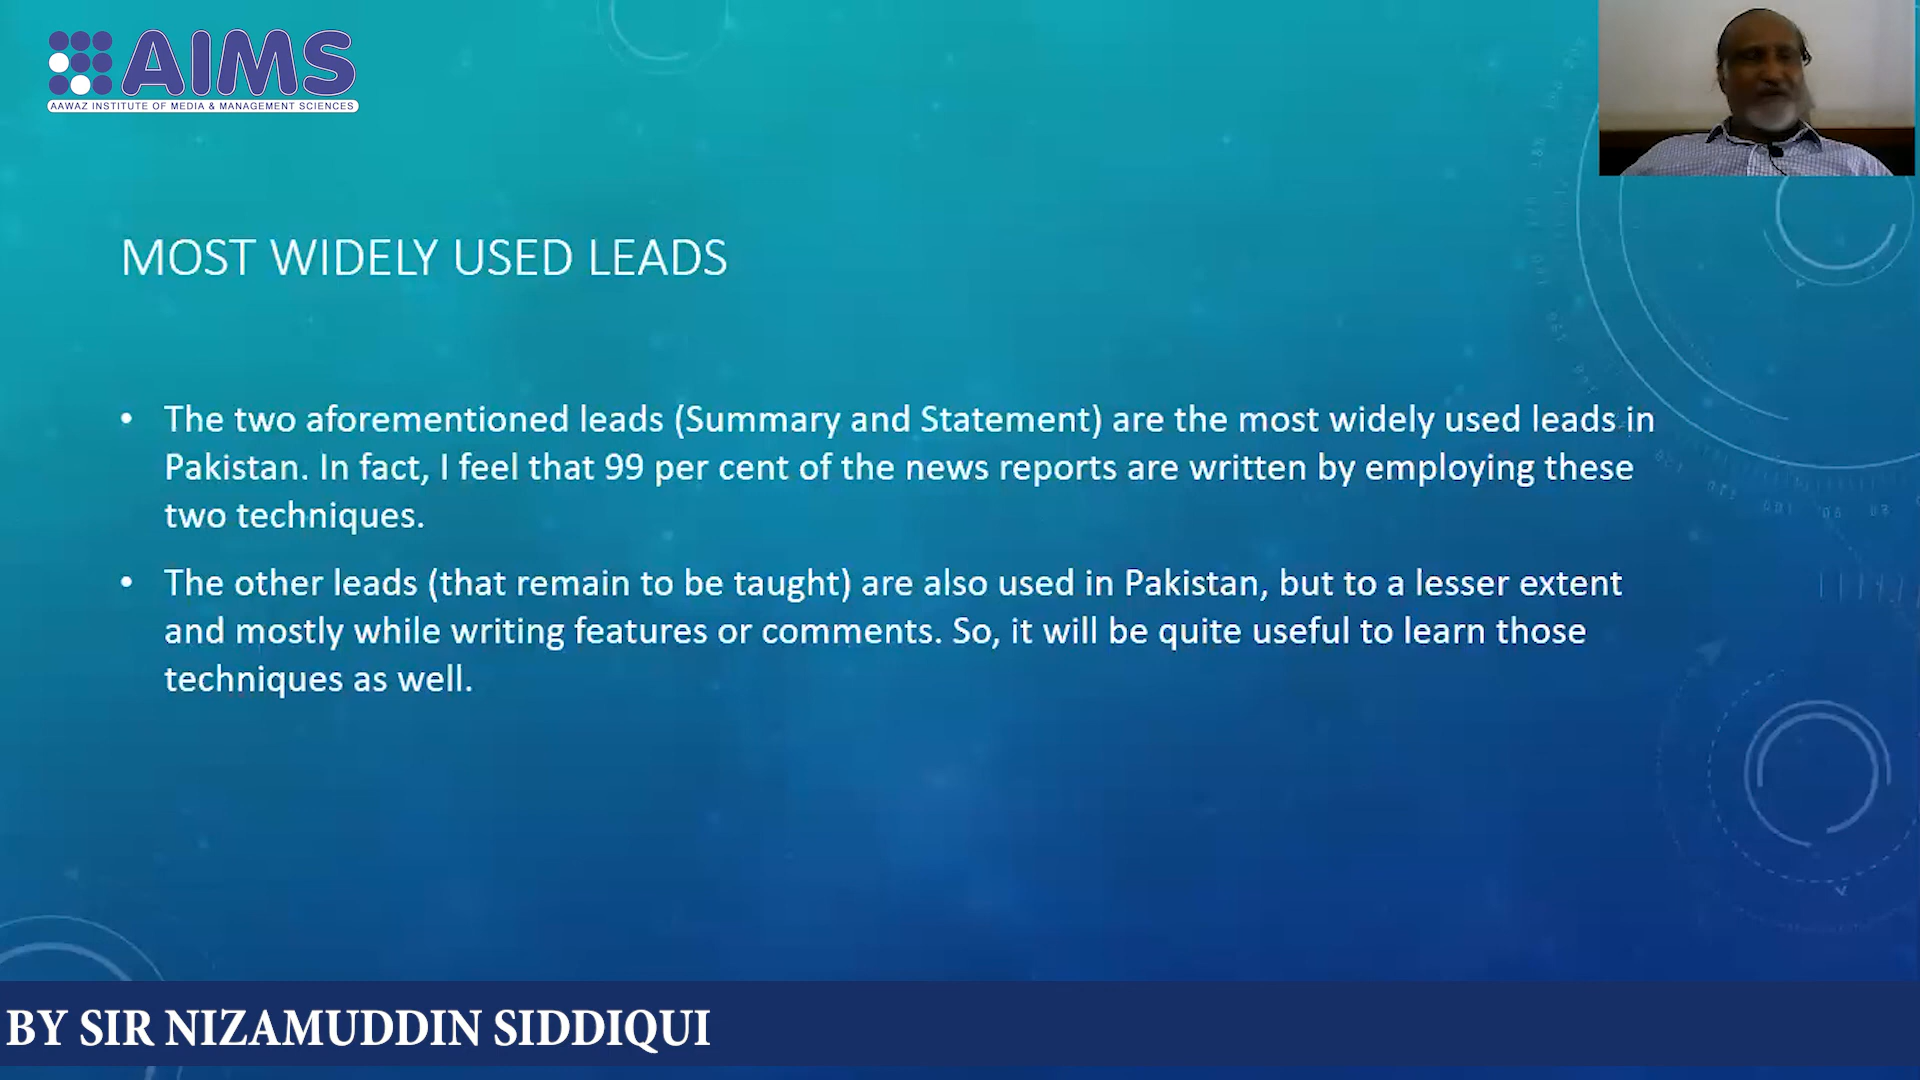 AIMS
AAWAZ INSTITUTE OF MEDIA & MANAGEMENT SCIENCES
MOST WIDELY USED LEADS
• The two aforementioned leads (Summary and Statement) are the most widely used leads in
Pakistan. In fact, I feel that 99 per cent of the news reports are written by employing these
two techniques.
• The other leads (that remain to be taught) are also used in Pakistan, but to a lesser extent
and mostly while writing features or comments. So, it will be quite useful to learn those
techniques as well.
BY SIR NIZAMUDDIN SIDDIQUI